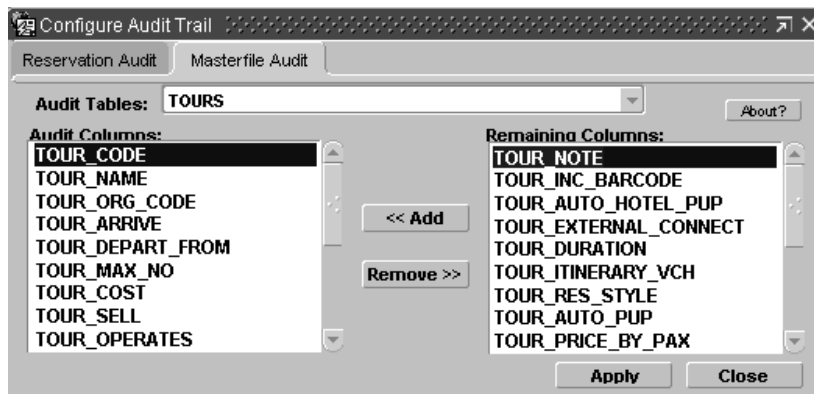 Configure Audit Trail
Reservation Audit Masterfile Audit
Audit Tables: TOURS About?
Audit Columns: Remaining Columns:
TOUR_CODE TOUR_NOTE
TOUR_NAME TOUR_INC_BARCODE
TOUR_ORG_CODE TOUR_AUTO_HOTEL_PUP
TOUR_ARRIVE TOUR_EXTERNAL_CONNECT
TOUR_DEPART_FROM TOUR_DURATION
TOUR_MAX_NO TOUR_ITINERARY_VCH
TOUR_COST TOUR_RES_STYLE
TOUR_SELL TOUR_AUTO_PUP
TOUR_OPERATES TOUR_PRICE_BY_PAX
<< Add
Remove >>
Apply Close